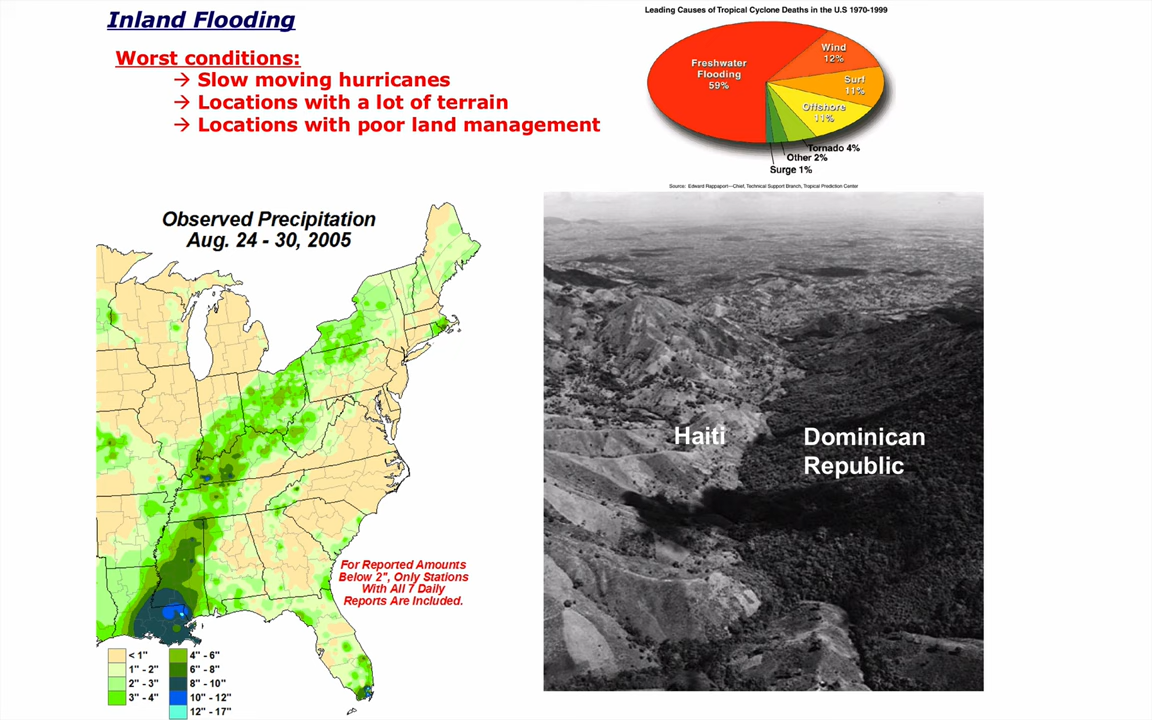 Inland Flooding
Worst conditions:
→ Slow moving hurricanes
→ Locations with a lot of terrain
→ Locations with poor land management
Leading Causes of Tropical Cyclone Deaths in the U.S 1970-1999
Freshwater
Flooding
59%
Wind
12%
Surf
11%
Offshore
11%
Tornado 4%
Other 2%
Surge 1%
Source: Edward Rappaport—Chief, Technical Support Branch, Tropical Prediction Center
Observed Precipitation
Aug. 24 - 30, 2005
For Reported Amounts
Below 2", Only Stations
With All 7 Daily
Reports Are Included.
< 1"
1" - 2"
2" - 3"
3" - 4"
4" - 6"
6" - 8"
8" - 10"
10" - 12"
12" - 17"
Haiti
Dominican
Republic